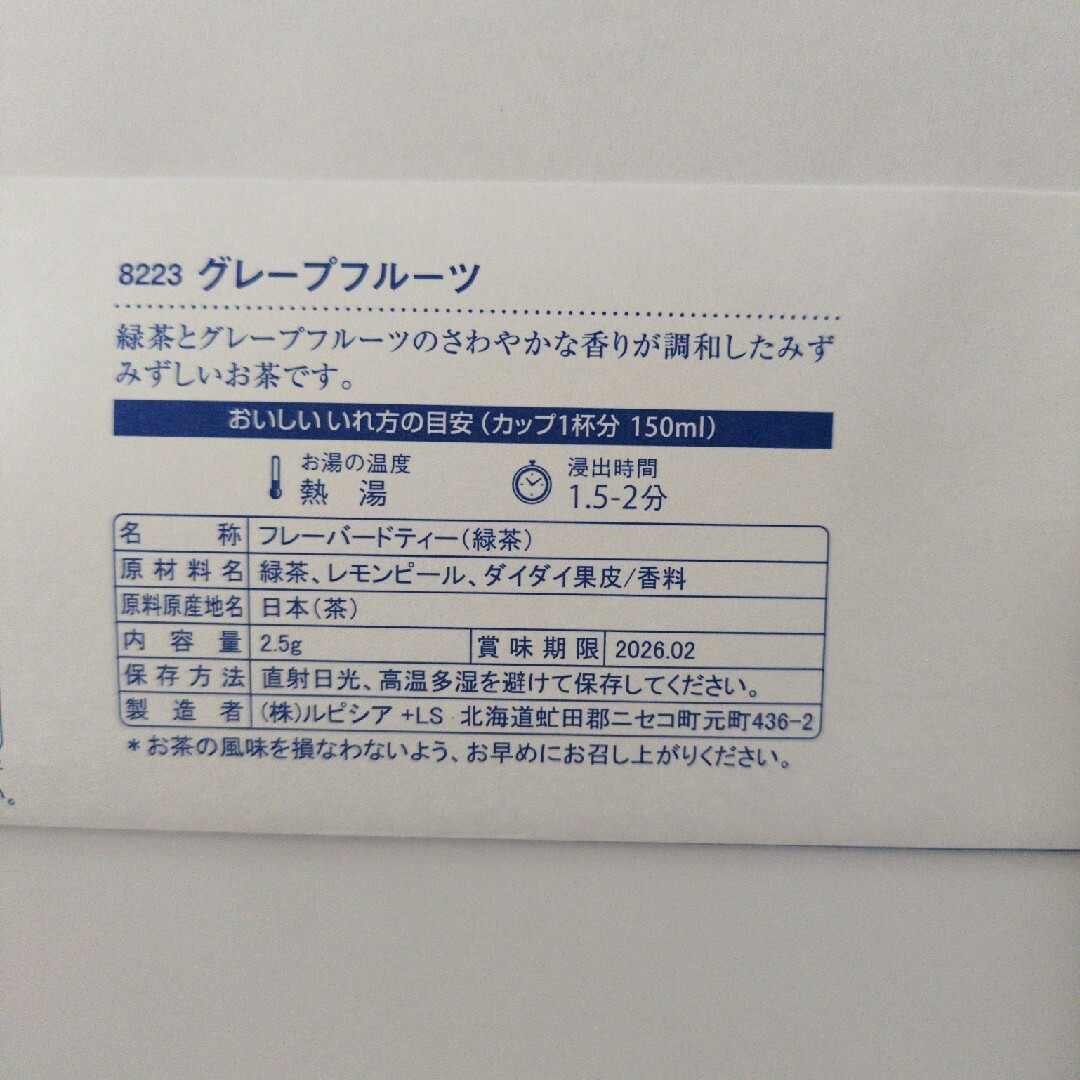 8223 グレープフルーツ
緑茶とグレープフルーツのさわやかな香りが調和したみず
みずしいお茶です。
おいしいいれ方の目安(カップ1杯分 150ml)
お湯の温度
熱 湯
浸出時間
1.5-2分
名 称 フレーバードティー(緑茶)
原材料名 緑茶、レモンピール、ダイダイ果皮/香料
原料原産地名 日本(茶)
内容量 2.5g 賞味期限 2026.02
保存方法 直射日光、高温多湿を避けて保存してください。
製造者 (株)ルピシア +LS 北海道虻田郡ニセコ町元町436-2
*お茶の風味を損なわないよう、お早めにお召し上がりください。